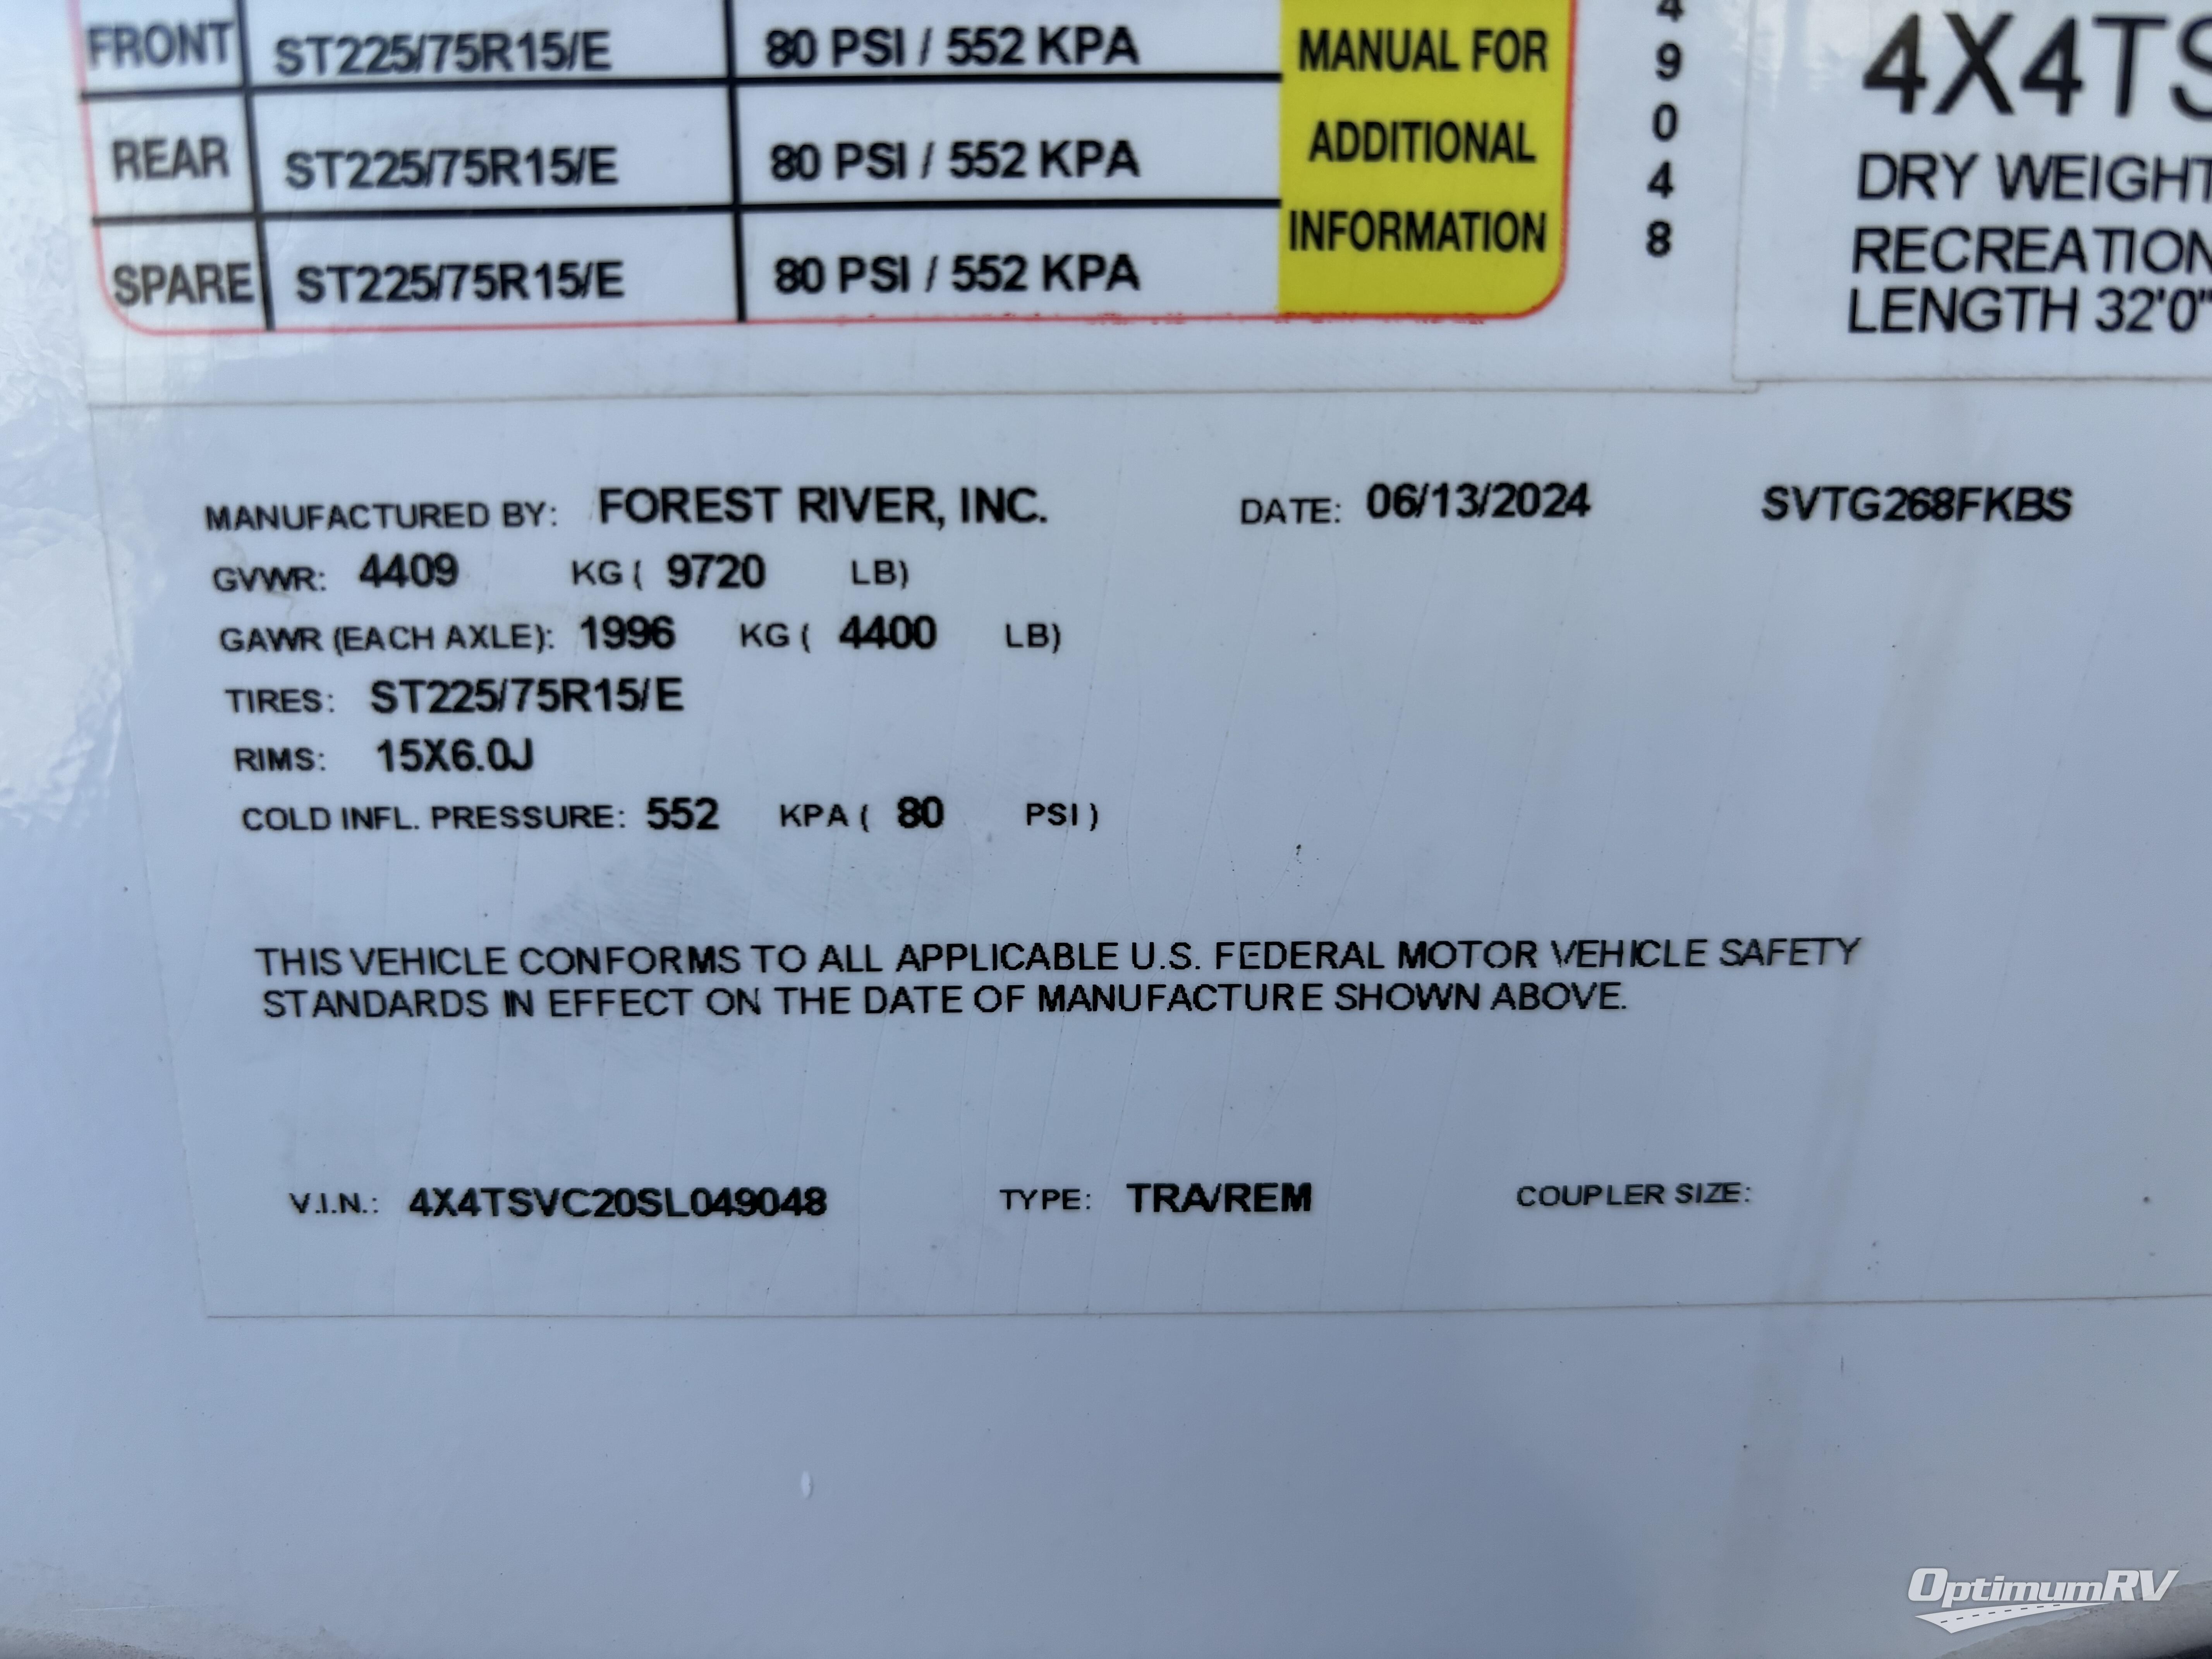 FRONT ST225/75R15/E 80 PSI / 552 KPA
REAR ST225/75R15/E 80 PSI / 552 KPA
SPARE ST225/75R15/E 80 PSI / 552 KPA
MANUAL FOR
ADDITIONAL
INFORMATION
4
9
0
4
8
4X4TS
DRY WEIGHT
RECREATION
LENGTH 32'0"
MANUFACTURED BY: FOREST RIVER, INC. DATE: 06/13/2024 SVTG268FKBS
GVWR: 4409 KG ( 9720 LB)
GAWR (EACH AXLE): 1996 KG ( 4400 LB)
TIRES: ST225/75R15/E
RIMS: 15X6.0J
COLD INFL. PRESSURE: 552 KPA ( 80 PSI )
THIS VEHICLE CONFORMS TO ALL APPLICABLE U.S. FEDERAL MOTOR VEHICLE SAFETY
STANDARDS IN EFFECT ON THE DATE OF MANUFACTURE SHOWN ABOVE.
V.I.N.: 4X4TSVC20SL049048 TYPE: TRA/REM COUPLER SIZE:
OptimumRV